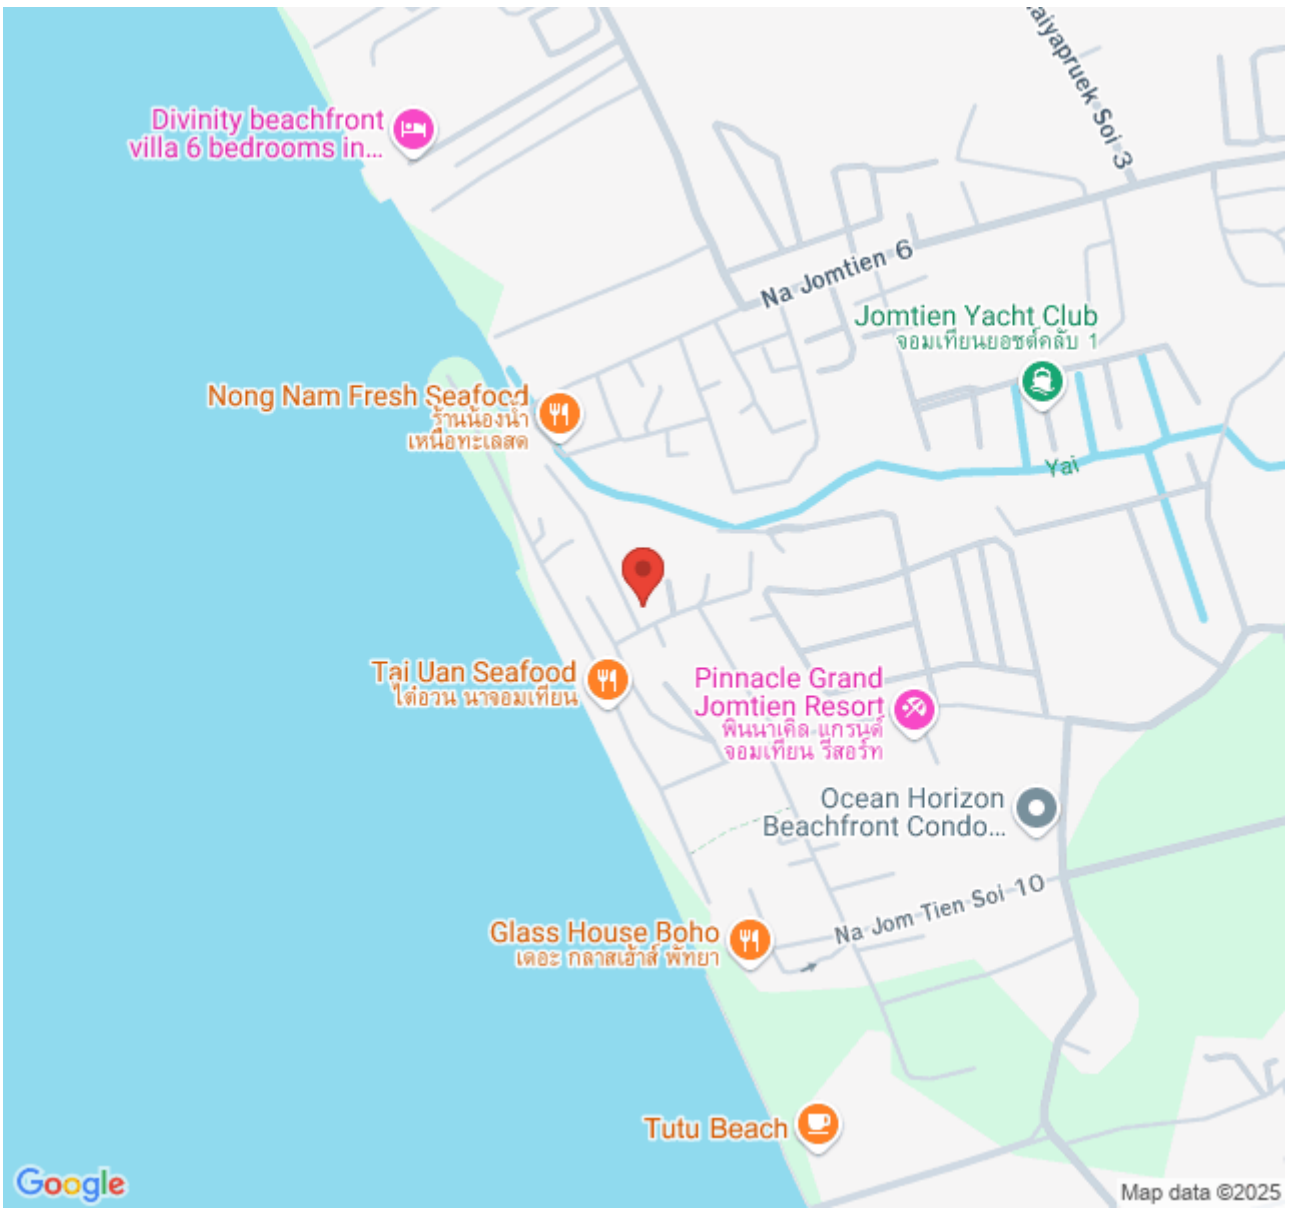 aiyapruek Soi 3
Divinity beachfront
villa 6 bedrooms in...
Na Jomtien 6
Jomtien Yacht Club
จอมเทียนยอชต์คลับ 1
Nong Nam Fresh Seafood
ร้านน้องน้ำ
เหนือทะเลสด
Yai
Tai Uan Seafood
ไต๋อวน นาจอมเทียน
Pinnacle Grand
Jomtien Resort
พินนาเคิล แกรนด์
จอมเทียน รีสอร์ท
Ocean Horizon
Beachfront Condo...
Na Jom Tien Soi 10
Glass House Boho
เดอะ กลาสเฮ้าส์ พัทยา
Tutu Beach
Google
Map data ©2025